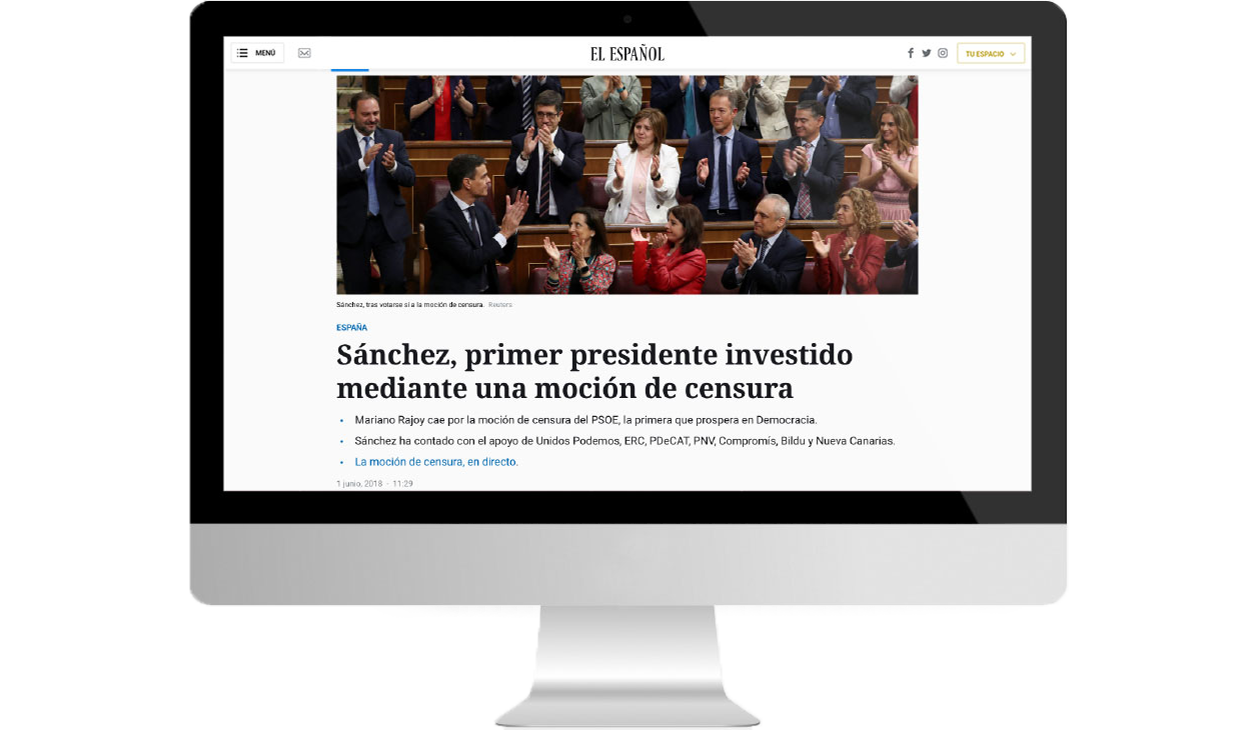 MENÚ
EL ESPAÑOL
TU ESPACIO
Sánchez, tras votarse sí a la moción de censura. Reuters
ESPAÑA
Sánchez, primer presidente investido
mediante una moción de censura
Mariano Rajoy cae por la moción de censura del PSOE, la primera que prospera en Democracia.
Sánchez ha contado con el apoyo de Unidos Podemos, ERC, PDeCAT, PNV, Compromís, Bildu y Nueva Canarias.
La moción de censura, en directo.
1 junio, 2018 · 11:29